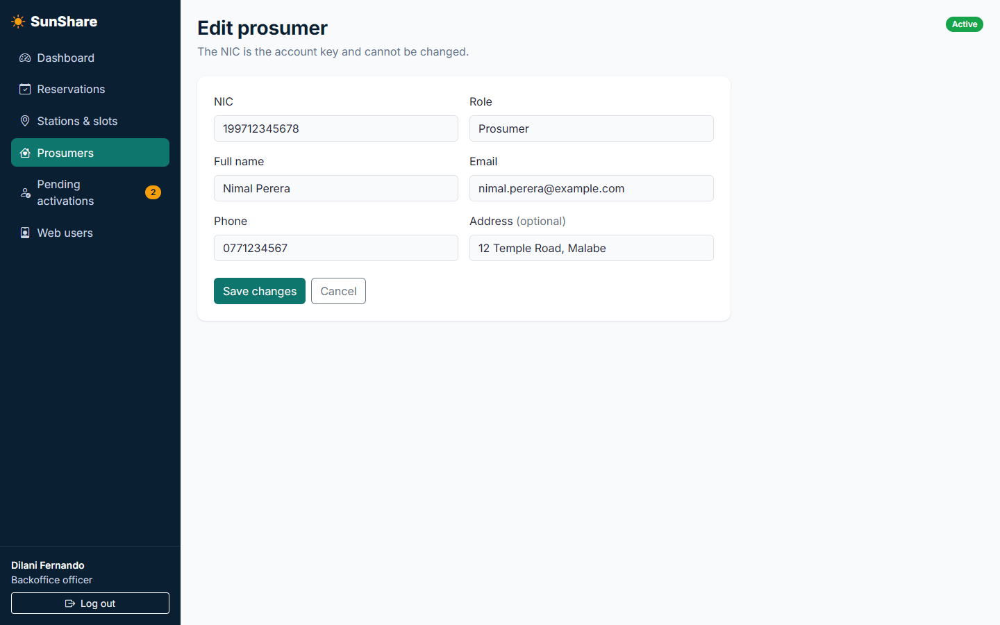 SunShare
Dashboard
Reservations
Stations & slots
Prosumers
Pending
activations
2
Web users
Dilani Fernando
Backoffice officer
Log out
Edit prosumer
Active
The NIC is the account key and cannot be changed.
NIC
Role
199712345678
Prosumer
Full name
Email
Nimal Perera
nimal.perera@example.com
Phone
Address (optional)
0771234567
12 Temple Road, Malabe
Save changes
Cancel